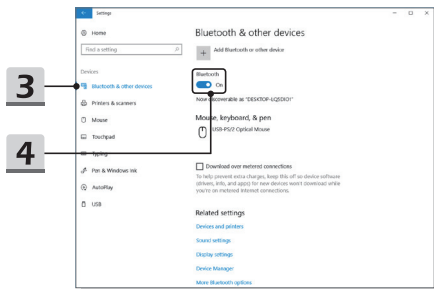 Settings
Home
Find a setting
Devices
Bluetooth & other devices
Printers & scanners
Mouse
Touchpad
Typing
Pen & Windows Ink
AutoPlay
USB
3
4
Bluetooth & other devices
Add Bluetooth or other device
Bluetooth
On
Now discoverable as "DESKTOP-LQ5DIO1"
Mouse, keyboard, & pen
USB-PS/2 Optical Mouse
Download over metered connections
To help prevent extra charges, keep this off so device software
(drivers, info, and apps) for new devices won't download while
you're on metered Internet connections.
Related settings
Devices and printers
Sound settings
Display settings
Device Manager
More Bluetooth options